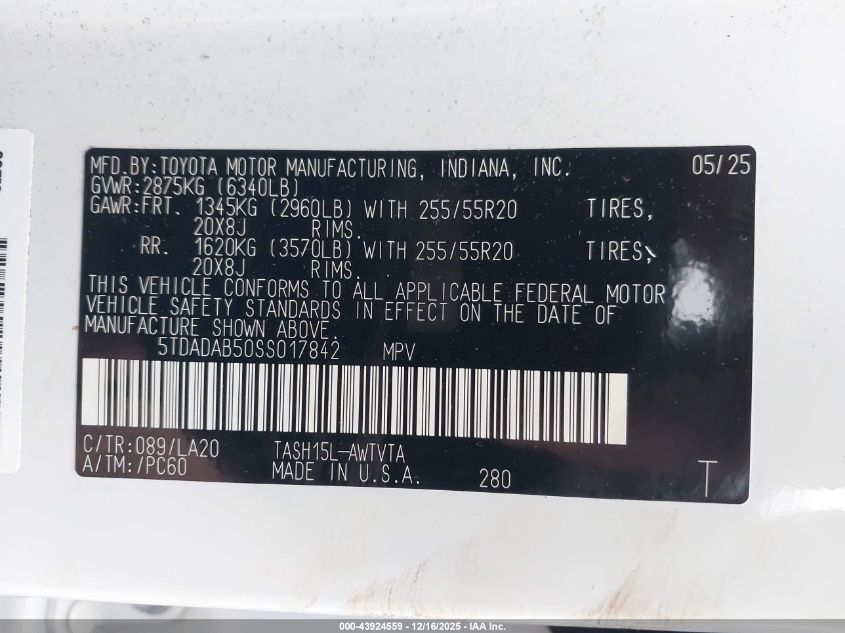 MFD.BY:TOYOTA MOTOR MANUFACTURING, INDIANA, INC. 05/25
GVWR:2875KG (6340LB)
GAWR:FRT. 1345KG (2960LB) WITH 255/55R20 TIRES,
20X8J RIMS.
RR. 1620KG (3570LB) WITH 255/55R20 TIRES,
20X8J RIMS.
THIS VEHICLE CONFORMS TO ALL APPLICABLE FEDERAL MOTOR
VEHICLE SAFETY STANDARDS IN EFFECT ON THE DATE OF
MANUFACTURE SHOWN ABOVE.
5TDADAB50SS017842 MPV
C/TR:089/LA20 TASH15L-AWTVTA
A/TM:/PC60 MADE IN U.S.A. 280 T
000-43924559 - 12/16/2025 - IAA Inc.